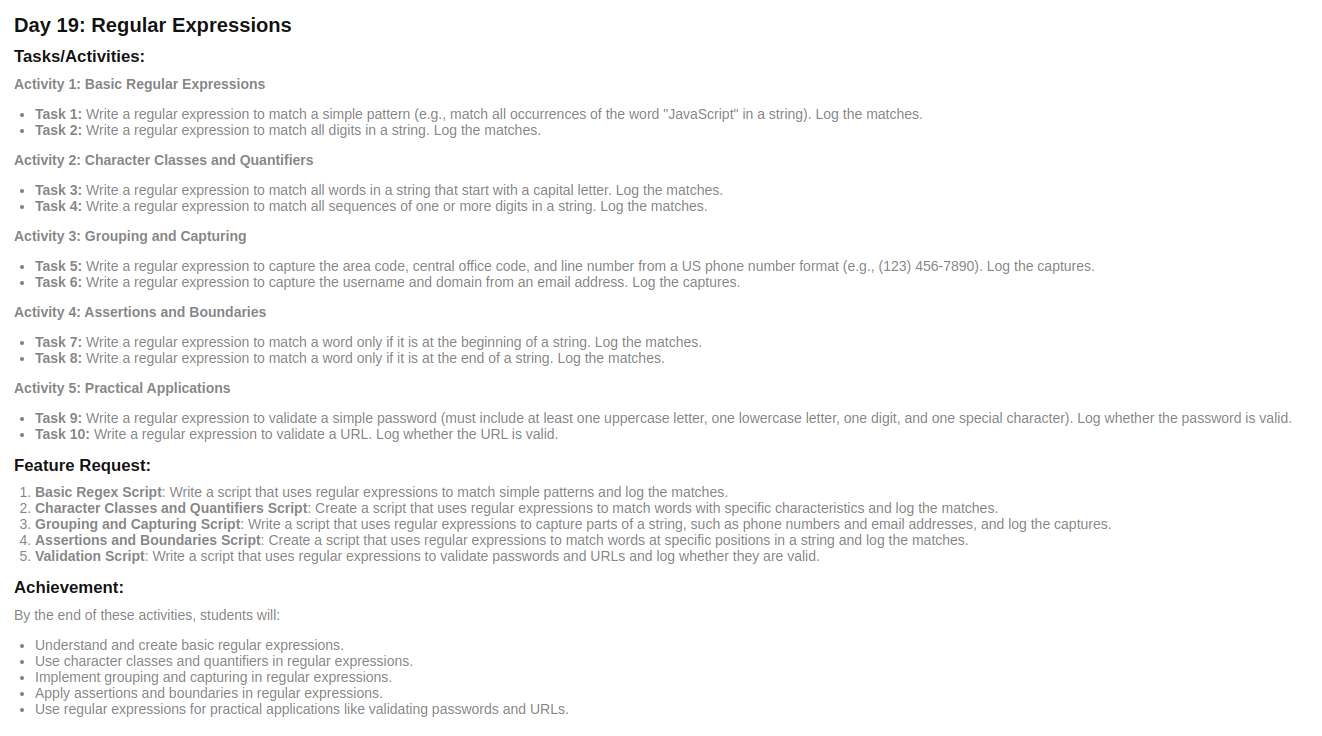 Day 19: Regular Expressions
Tasks/Activities:
Activity 1: Basic Regular Expressions
• Task 1: Write a regular expression to match a simple pattern (e.g., match all occurrences of the word "JavaScript" in a string). Log the matches.
• Task 2: Write a regular expression to match all digits in a string. Log the matches.
Activity 2: Character Classes and Quantifiers
• Task 3: Write a regular expression to match all words in a string that start with a capital letter. Log the matches.
• Task 4: Write a regular expression to match all sequences of one or more digits in a string. Log the matches.
Activity 3: Grouping and Capturing
• Task 5: Write a regular expression to capture the area code, central office code, and line number from a US phone number format (e.g., (123) 456-7890). Log the captures.
• Task 6: Write a regular expression to capture the username and domain from an email address. Log the captures.
Activity 4: Assertions and Boundaries
• Task 7: Write a regular expression to match a word only if it is at the beginning of a string. Log the matches.
• Task 8: Write a regular expression to match a word only if it is at the end of a string. Log the matches.
Activity 5: Practical Applications
• Task 9: Write a regular expression to validate a simple password (must include at least one uppercase letter, one lowercase letter, one digit, and one special character). Log whether the password is valid.
• Task 10: Write a regular expression to validate a URL. Log whether the URL is valid.
Feature Request:
1. Basic Regex Script: Write a script that uses regular expressions to match simple patterns and log the matches.
2. Character Classes and Quantifiers Script: Create a script that uses regular expressions to match words with specific characteristics and log the matches.
3. Grouping and Capturing Script: Write a script that uses regular expressions to capture parts of a string, such as phone numbers and email addresses, and log the captures.
4. Assertions and Boundaries Script: Create a script that uses regular expressions to match words at specific positions in a string and log the matches.
5. Validation Script: Write a script that uses regular expressions to validate passwords and URLs and log whether they are valid.
Achievement:
By the end of these activities, students will:
• Understand and create basic regular expressions.
• Use character classes and quantifiers in regular expressions.
• Implement grouping and capturing in regular expressions.
• Apply assertions and boundaries in regular expressions.
• Use regular expressions for practical applications like validating passwords and URLs.